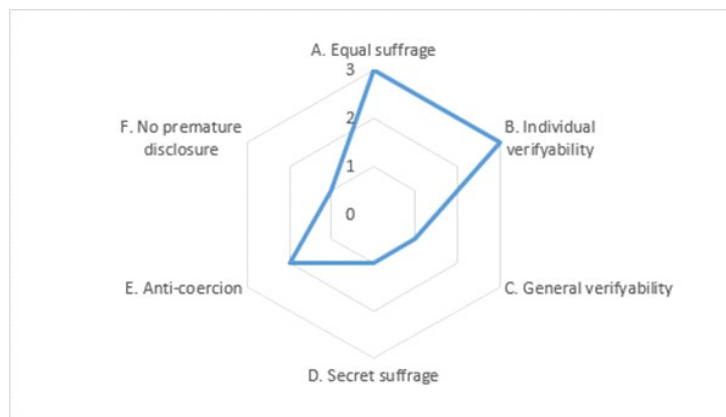 A. Equal suffrage
3
2
1
0
B. Individual
verifyability
C. General verifyability
D. Secret suffrage
E. Anti-coercion
F. No premature
disclosure